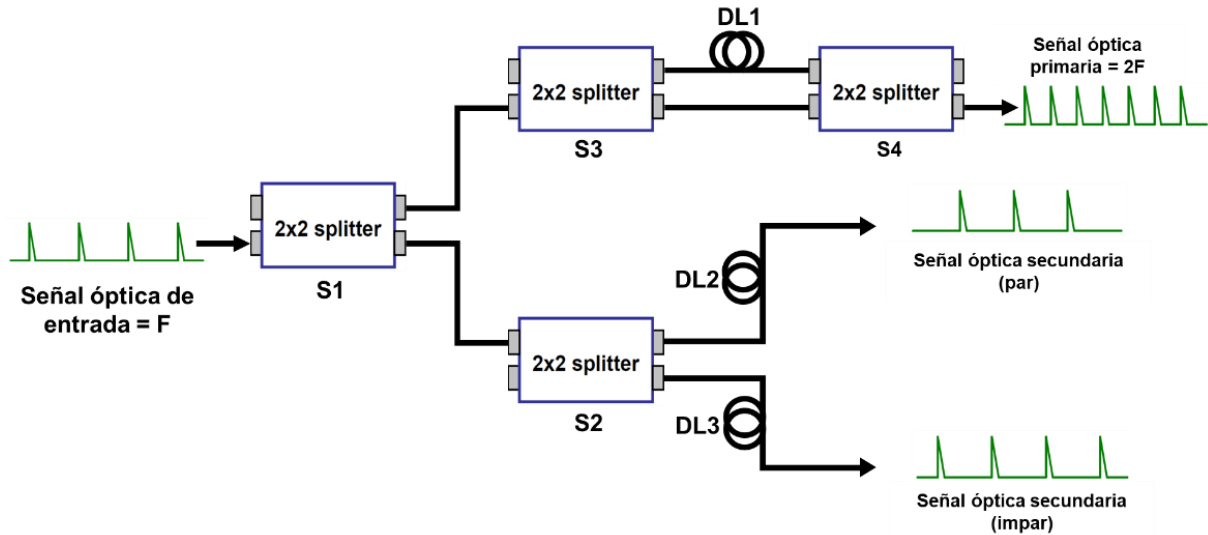 DL1
Señal óptica
primaria = 2F
2x2 splitter
2x2 splitter
S3
S4
2x2 splitter
S1
Señal óptica de
entrada = F
DL2
Señal óptica secundaria
(par)
2x2 splitter
S2
DL3
Señal óptica secundaria
(impar)